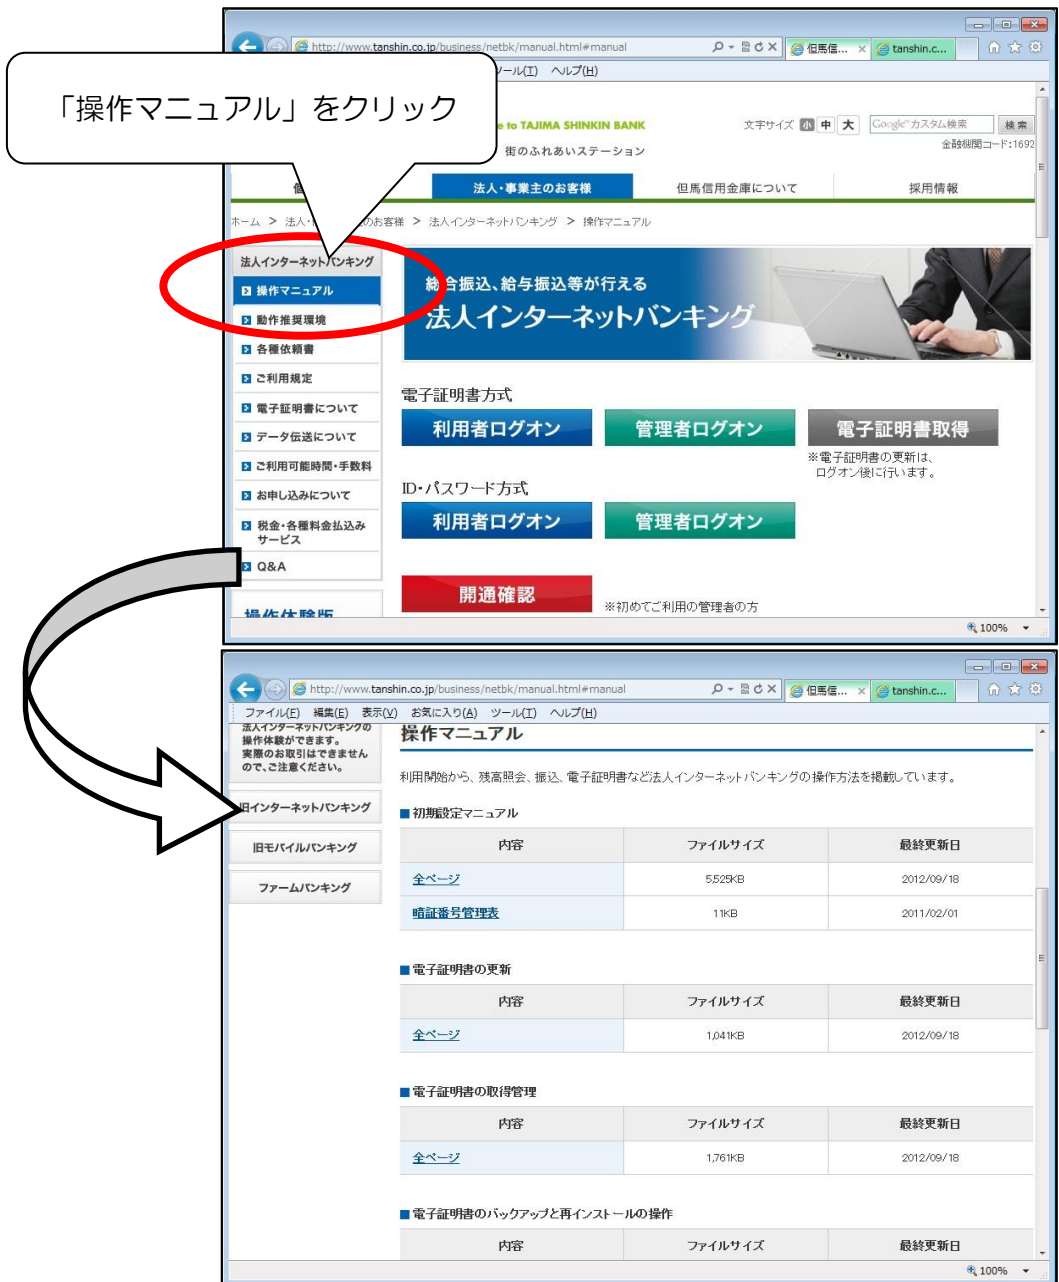 http://www.tanshin.co.jp/business/netbk/manual.html#manual
但馬信...
tanshin.c...
ツール(T) ヘルプ(H)
「操作マニュアル」をクリック
e to TAJIMA SHINKIN BANK
街のふれあいステーション
文字サイズ 小 中 大
Google™カスタム検索
検索
金融機関コード:1692
法人・事業主のお客様
但馬信用金庫について
採用情報
ホーム > 法人・ のお客様 > 法人インターネットバンキング > 操作マニュアル
法人インターネットバンキング
操作マニュアル
動作推奨環境
各種依頼書
ご利用規定
電子証明書について
データ伝送について
ご利用可能時間・手数料
お申し込みについて
税金・各種料金払込み
サービス
Q&A
操作体験版
総合振込、給与振込等が行える
法人インターネットバンキング
電子証明書方式
利用者ログオン
管理者ログオン
電子証明書取得
※電子証明書の更新は、
ログオン後に行います。
ID・パスワード方式
利用者ログオン
管理者ログオン
開通確認
※初めてご利用の管理者の方
100%
http://www.tanshin.co.jp/business/netbk/manual.html#manual
但馬信...
tanshin.c...
ファイル(F) 編集(E) 表示(V) お気に入り(A) ツール(T) ヘルプ(H)
法人インターネットバンキングの
操作体験ができます。
実際のお取引はできません
ので、ご注意ください。
旧インターネットバンキング
旧モバイルバンキング
ファームバンキング
操作マニュアル
利用開始から、残高照会、振込、電子証明書など法人インターネットバンキングの操作方法を掲載しています。
■初期設定マニュアル
内容 ファイルサイズ 最終更新日
全ページ 5,525KB 2012/09/18
暗証番号管理表 11KB 2011/02/01
■電子証明書の更新
内容 ファイルサイズ 最終更新日
全ページ 1,041KB 2012/09/18
■電子証明書の取得管理
内容 ファイルサイズ 最終更新日
全ページ 1,761KB 2012/09/18
■電子証明書のバックアップと再インストールの操作
内容 ファイルサイズ 最終更新日
100%